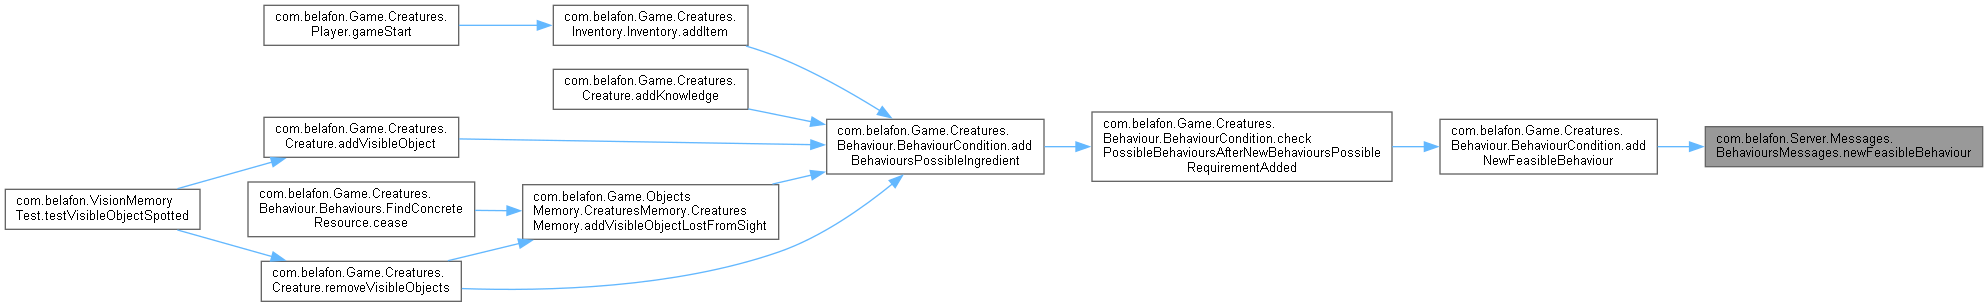 com.belafon.Game.Creatures.
Player.gameStart
com.belafon.Game.Creatures.
Inventory.Inventory.addItem
com.belafon.Game.Creatures.
Creature.addKnowledge
com.belafon.Game.Creatures.
Creature.addVisibleObject
com.belafon.VisionMemory
Test.testVisibleObjectSpotted
com.belafon.Game.Creatures.
Behaviour.Behaviours.FindConcrete
Resource.cease
com.belafon.Game.Objects
Memory.CreaturesMemory.Creatures
Memory.addVisibleObjectLostFromSight
com.belafon.Game.Creatures.
Creature.removeVisibleObjects
com.belafon.Game.Creatures.
Behaviour.BehaviourCondition.add
BehavioursPossibleIngredient
com.belafon.Game.Creatures.
Behaviour.BehaviourCondition.check
PossibleBehavioursAfterNewBehavioursPossible
RequirementAdded
com.belafon.Game.Creatures.
Behaviour.BehaviourCondition.add
NewFeasibleBehaviour
com.belafon.Server.Messages.
BehavioursMessages.newFeasibleBehaviour